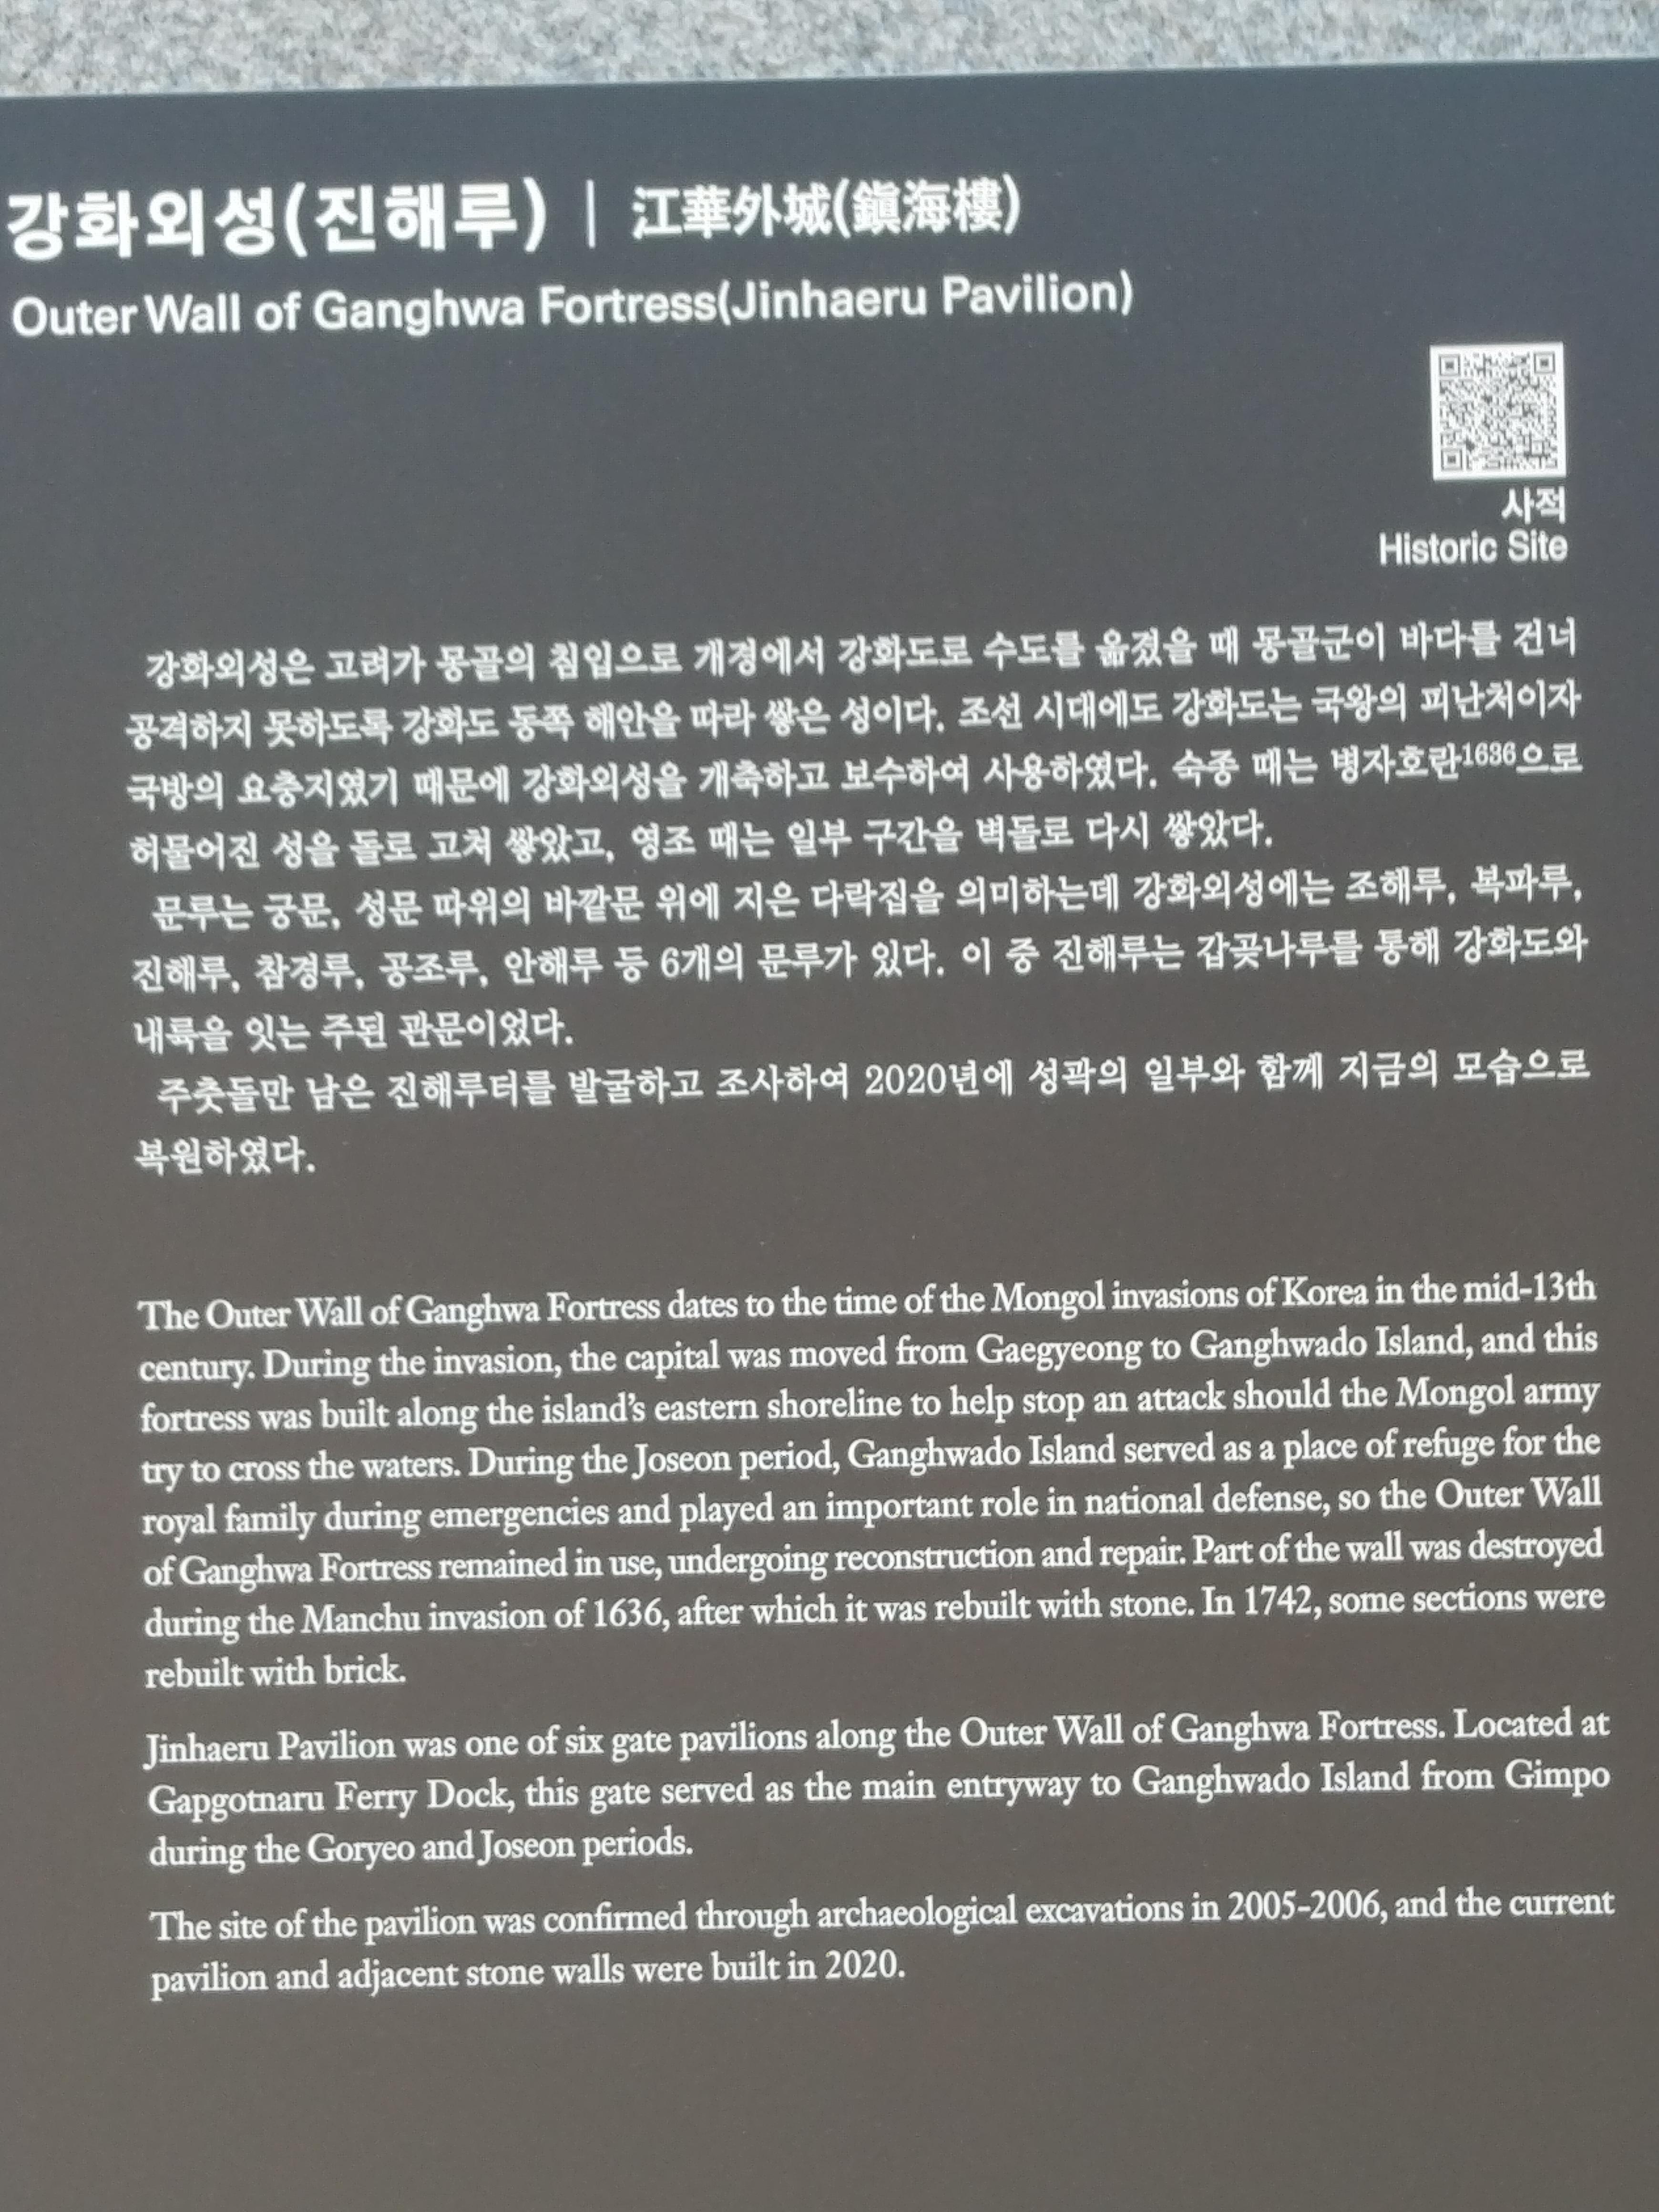 강화외성(진해루) | 江華外城(鎭海樓)
Outer Wall of Ganghwa Fortress(Jinhaeru Pavilion)
사적
Historic Site
강화외성은 고려가 몽골의 침입으로 개경에서 강화도로 수도를 옮겼을 때 몽골군이 바다를 건너
공격하지 못하도록 강화도 동쪽 해안을 따라 쌓은 성이다. 조선 시대에도 강화도는 국왕의 피난처이자
국방의 요충지였기 때문에 강화외성을 개축하고 보수하여 사용하였다. 숙종 때는 병자호란1636으로
허물어진 성을 돌로 고쳐 쌓았고, 영조 때는 일부 구간을 벽돌로 다시 쌓았다.
문루는 궁문, 성문 따위의 바깥문 위에 지은 다락집을 의미하는데 강화외성에는 조해루, 복파루,
진해루, 참경루, 공조루, 안해루 등 6개의 문루가 있다. 이 중 진해루는 갑곶나루를 통해 강화도와
내륙을 잇는 주된 관문이었다.
주춧돌만 남은 진해루터를 발굴하고 조사하여 2020년에 성곽의 일부와 함께 지금의 모습으로
복원하였다.
The Outer Wall of Ganghwa Fortress dates to the time of the Mongol invasions of Korea in the mid-13th
century. During the invasion, the capital was moved from Gaegyeong to Ganghwado Island, and this
fortress was built along the island's eastern shoreline to help stop an attack should the Mongol army
try to cross the waters. During the Joseon period, Ganghwado Island served as a place of refuge for the
royal family during emergencies and played an important role in national defense, so the Outer Wall
of Ganghwa Fortress remained in use, undergoing reconstruction and repair. Part of the wall was destroyed
during the Manchu invasion of 1636, after which it was rebuilt with stone. In 1742, some sections were
rebuilt with brick.
Jinhaeru Pavilion was one of six gate pavilions along the Outer Wall of Ganghwa Fortress. Located at
Gapgotnaru Ferry Dock, this gate served as the main entryway to Ganghwado Island from Gimpo
during the Goryeo and Joseon periods.
The site of the pavilion was confirmed through archaeological excavations in 2005-2006, and the current
pavilion and adjacent stone walls were built in 2020.